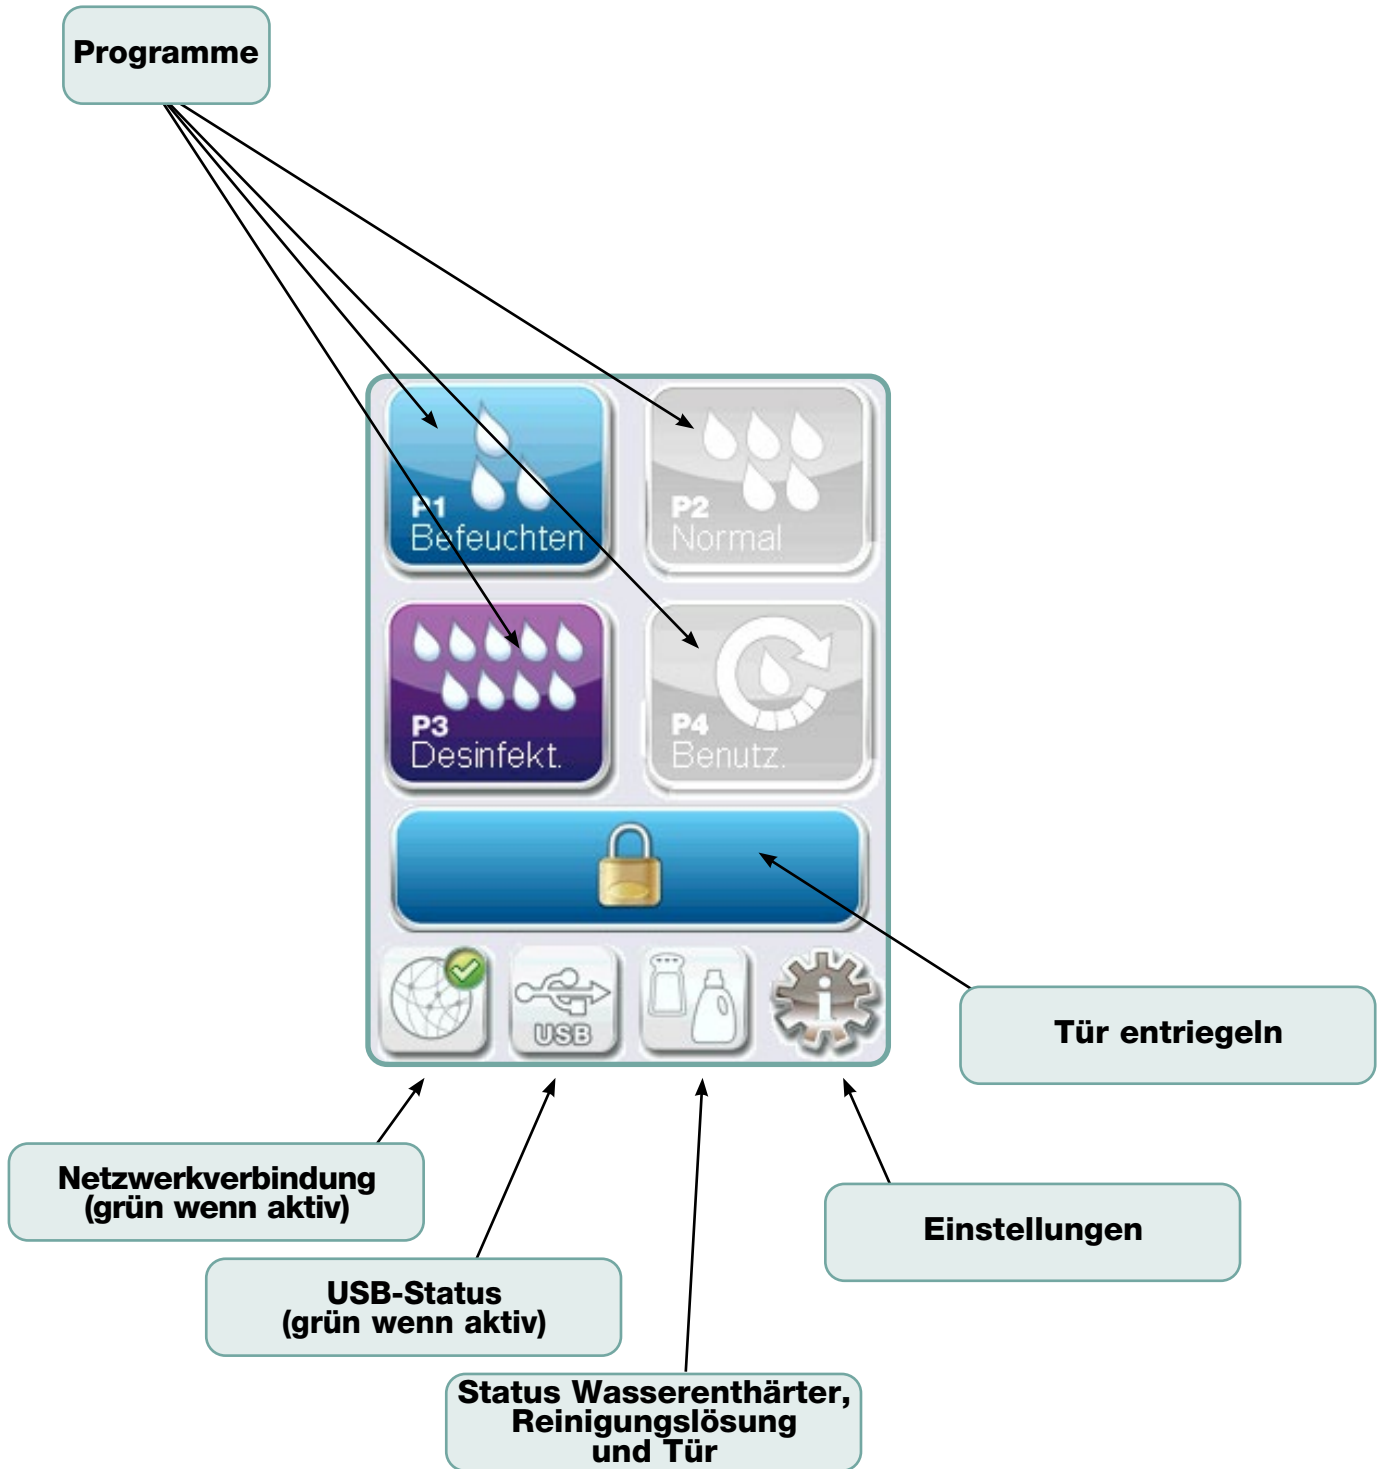 Programme
P1
Befeuchten
P2
Normal
P3
Desinfekt.
P4
Benutz.
USB
Tür entriegeln
Netzwerkverbindung
(grün wenn aktiv)
Einstellungen
USB-Status
(grün wenn aktiv)
Status Wasserenthärter,
Reinigungslösung
und Tür